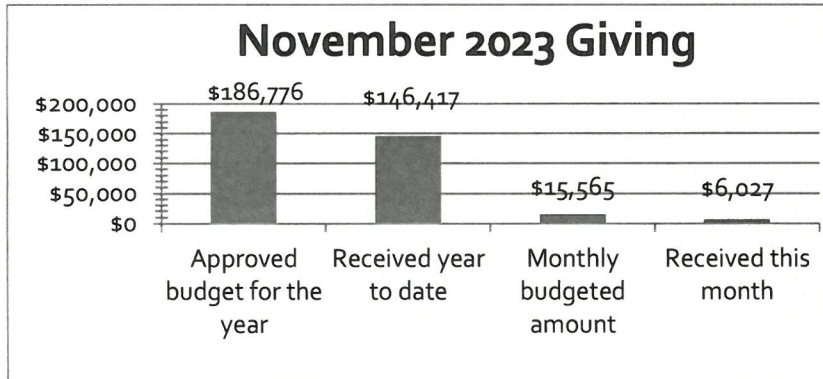 November 2023 Giving
$186,776
$146,417
$15,565
$6,027
$200,000
$150,000
$100,000
$50,000
$0
Approved
budget for the
year
Received year
to date
Monthly
budgeted
amount
Received this
month